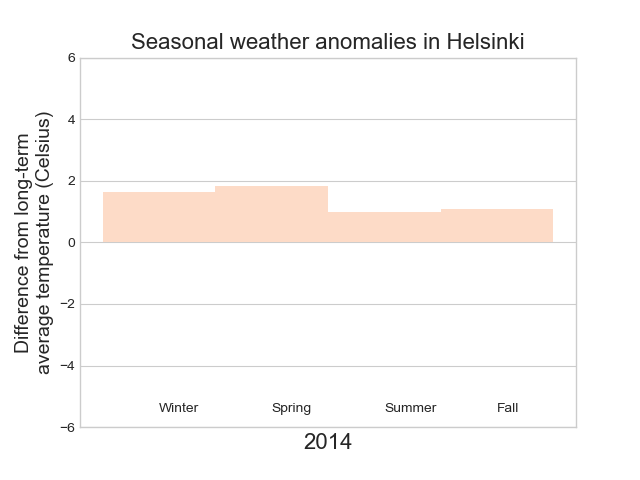 Seasonal weather anomalies in Helsinki
Difference from long-term
average temperature (Celsius)
6
4
2
0
−2
−4
−6
Winter Spring Summer Fall
2014